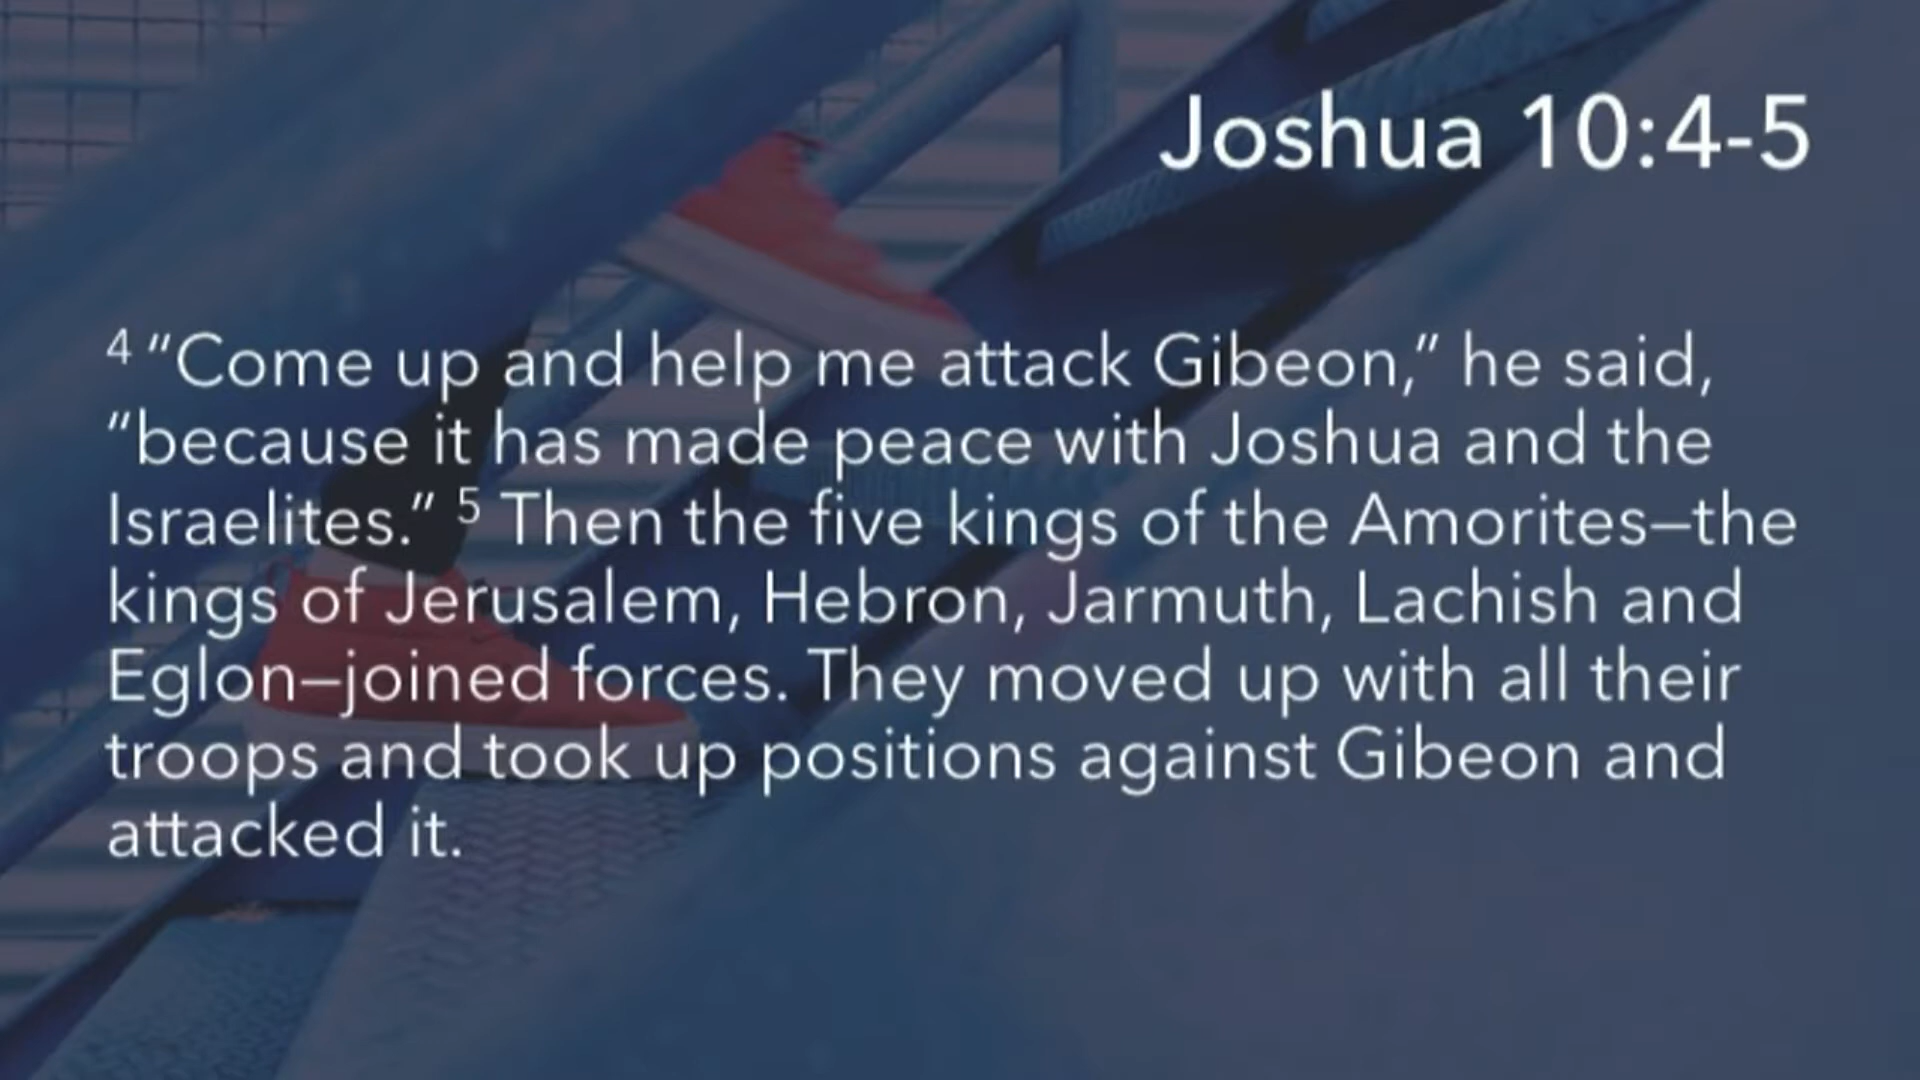 Joshua 10:4-5
4 "Come up and help me attack Gibeon," he said,
"because it has made peace with Joshua and the
Israelites." 5 Then the five kings of the Amorites—the
kings of Jerusalem, Hebron, Jarmuth, Lachish and
Eglon—joined forces. They moved up with all their
troops and took up positions against Gibeon and
attacked it.